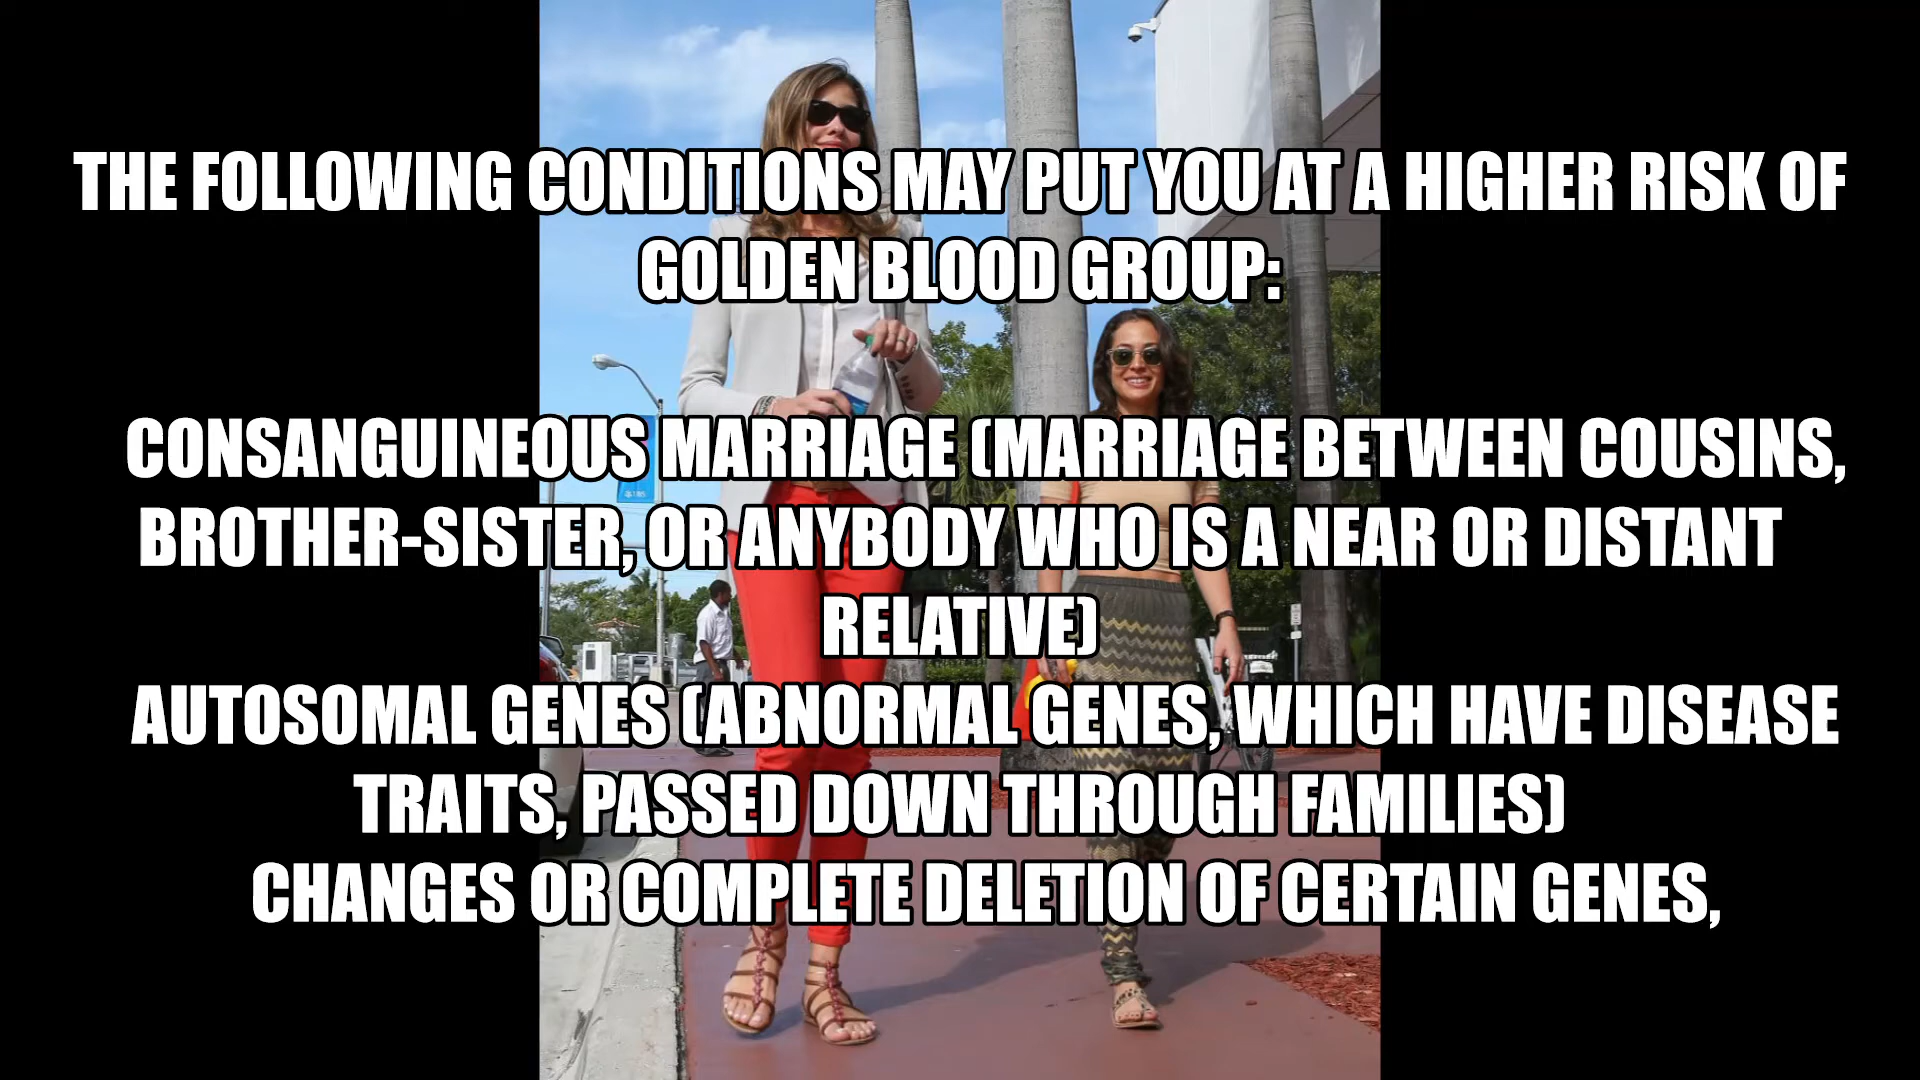 THE FOLLOWING CONDITIONS MAY PUT YOU AT A HIGHER RISK OF
GOLDEN BLOOD GROUP:
CONSANGUINEOUS MARRIAGE (MARRIAGE BETWEEN COUSINS,
BROTHER-SISTER, OR ANYBODY WHO IS A NEAR OR DISTANT
RELATIVE)
AUTOSOMAL GENES (ABNORMAL GENES, WHICH HAVE DISEASE
TRAITS, PASSED DOWN THROUGH FAMILIES)
CHANGES OR COMPLETE DELETION OF CERTAIN GENES,